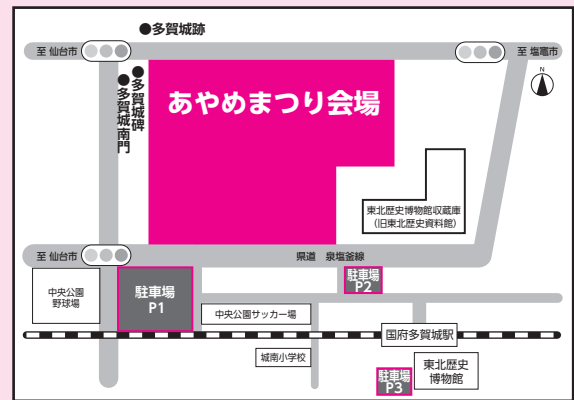 ●多賀城跡
至 仙台市
至 塩竈市
N
●多賀城碑
●多賀城南門
あやめまつり会場
東北歴史博物館収蔵庫
（旧東北歴史資料館）
至 仙台市
県道 泉塩釜線
中央公園
野球場
駐車場
P1
駐車場
P2
中央公園サッカー場
国府多賀城駅
城南小学校
駐車場
P3
東北歴史
博物館